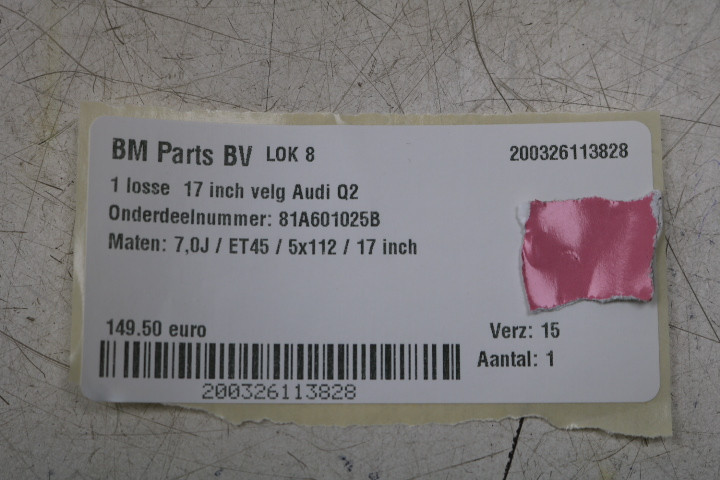 BM Parts BV LOK 8 200326113828
1 losse 17 inch velg Audi Q2
Onderdeelnummer: 81A601025B
Maten: 7,0J / ET45 / 5x112 / 17 inch
149.50 euro Verz: 15
Aantal: 1
200326113828